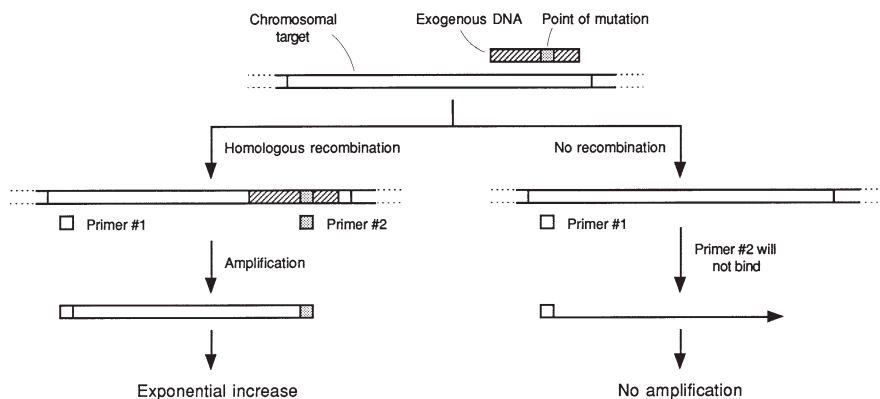 Chromosomal
target
Exogenous DNA
Point of mutation
Homologous recombination
No recombination
Primer #1
Primer #2
Primer #1
Amplification
Primer #2 will
not bind
Exponential increase
No amplification